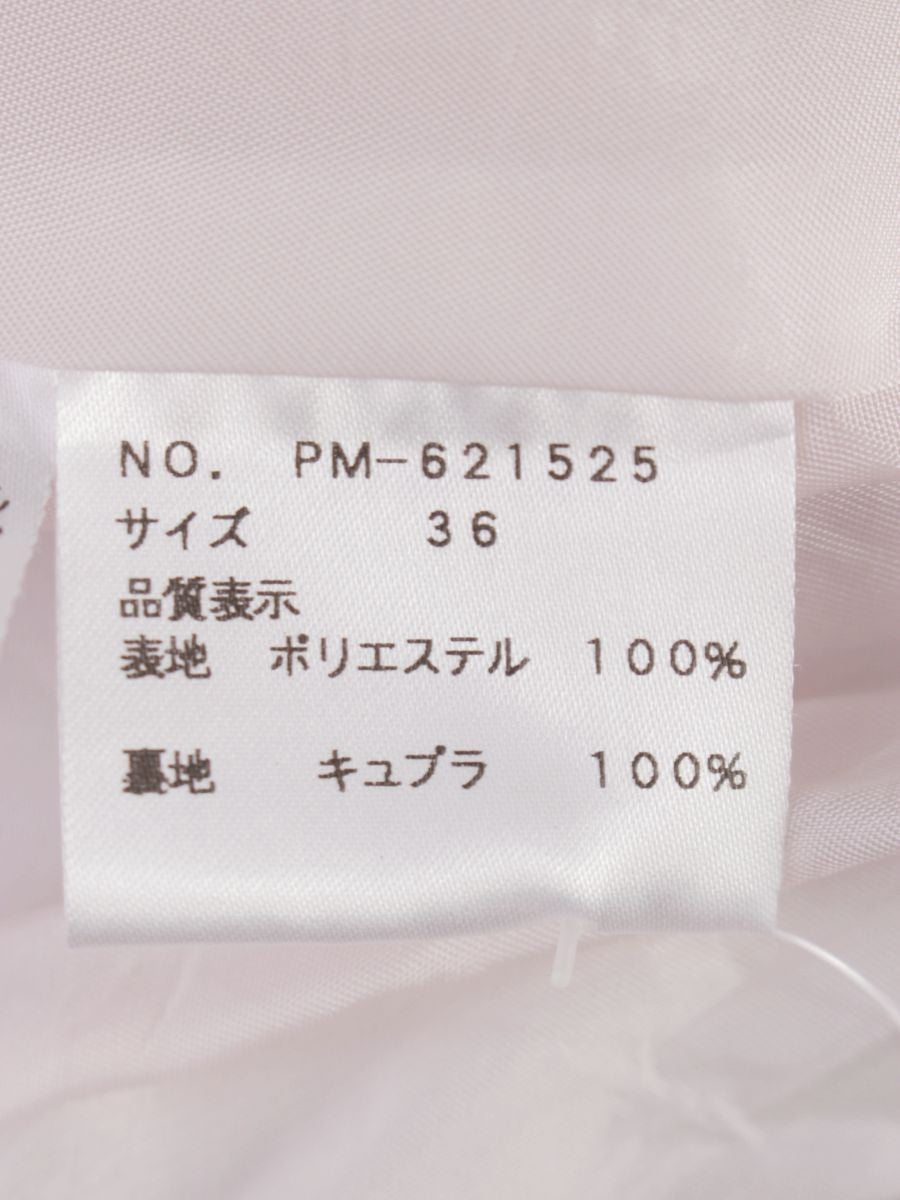 NO. PM-621525
サイズ 36
品質表示
表地 ポリエステル 100%
裏地 キュプラ 100%